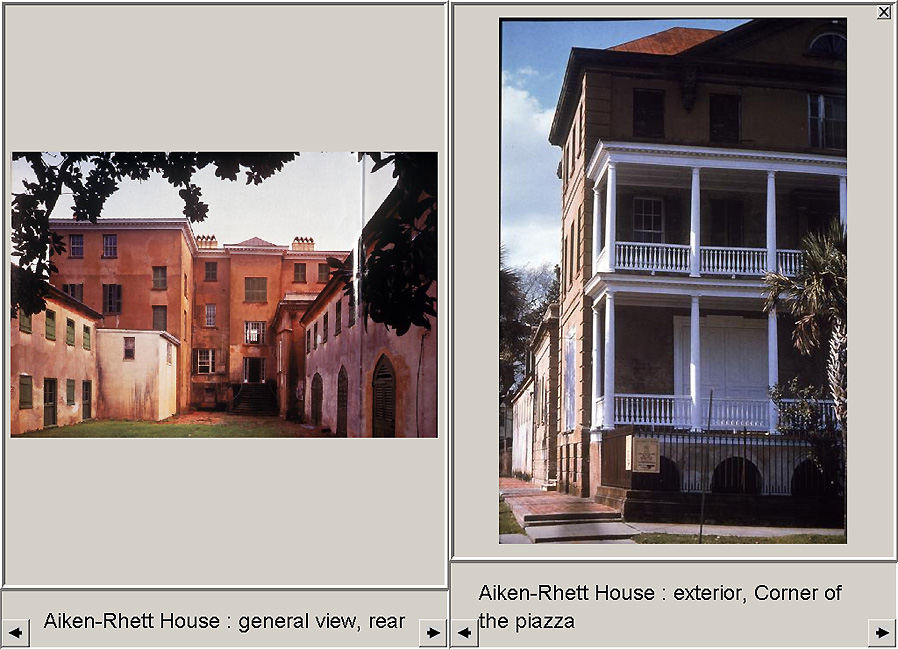 Aiken-Rhett House : general view, rear
Aiken-Rhett House : exterior, Corner of
the piazza